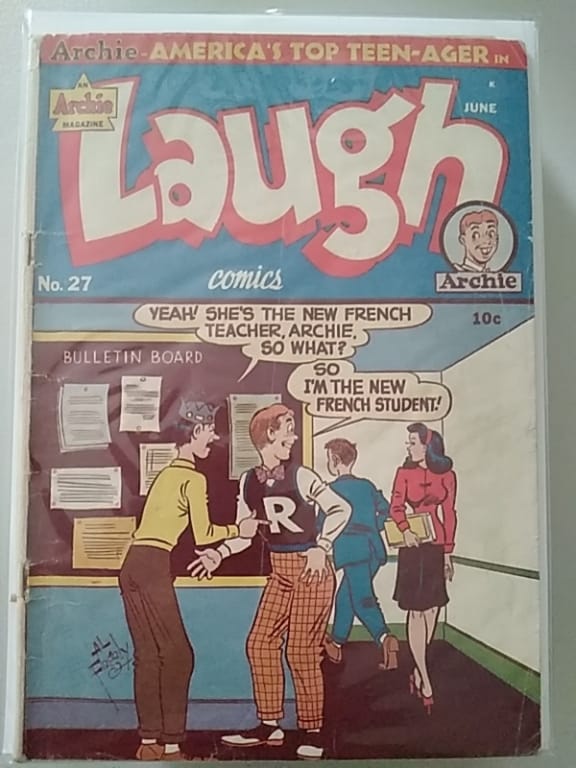 Archie - AMERICA'S TOP TEEN-AGER IN
AN
Archie
MAGAZINE
Laugh
K
JUNE
No. 27
comics
Archie
10c
YEAH! SHE'S THE NEW FRENCH
TEACHER, ARCHIE.
SO WHAT?
SO
I'M THE NEW
FRENCH STUDENT!
BULLETIN BOARD
R
AL